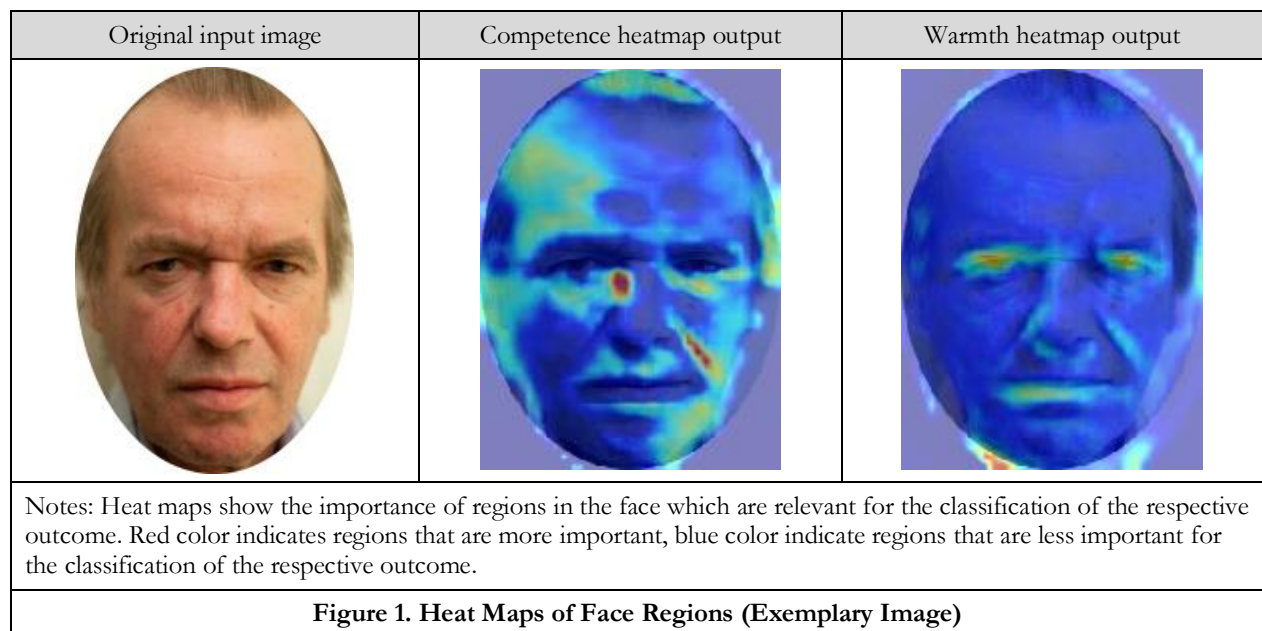 Original input image
Competence heatmap output
Warmth heatmap output
Notes: Heat maps show the importance of regions in the face which are relevant for the classification of the respective
outcome. Red color indicates regions that are more important, blue color indicate regions that are less important for
the classification of the respective outcome.
Figure 1. Heat Maps of Face Regions (Exemplary Image)